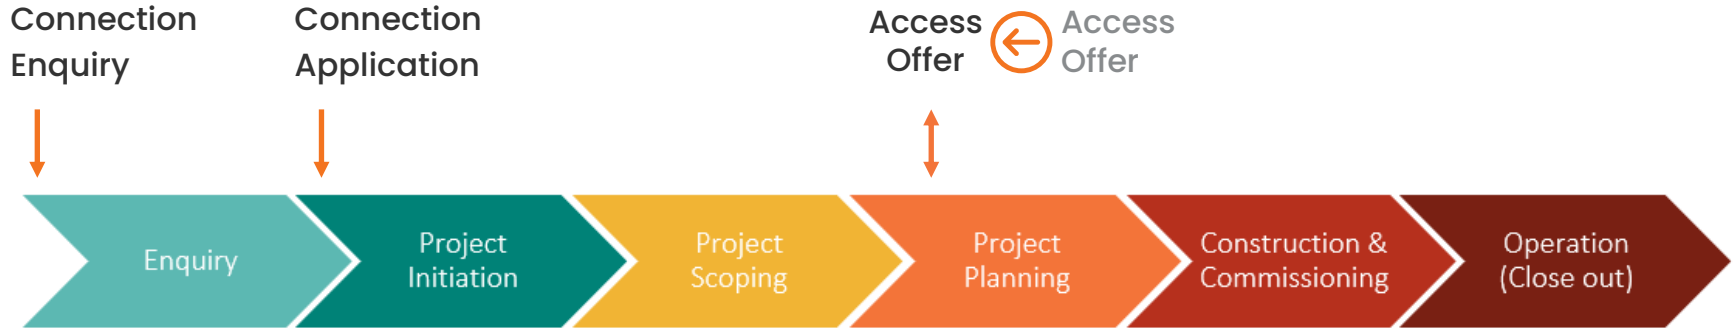 Connection
Enquiry
Connection
Application
Access
Offer
Access
Offer
Enquiry
Project
Initiation
Project
Scoping
Project
Planning
Construction &
Commissioning
Operation
(Close out)